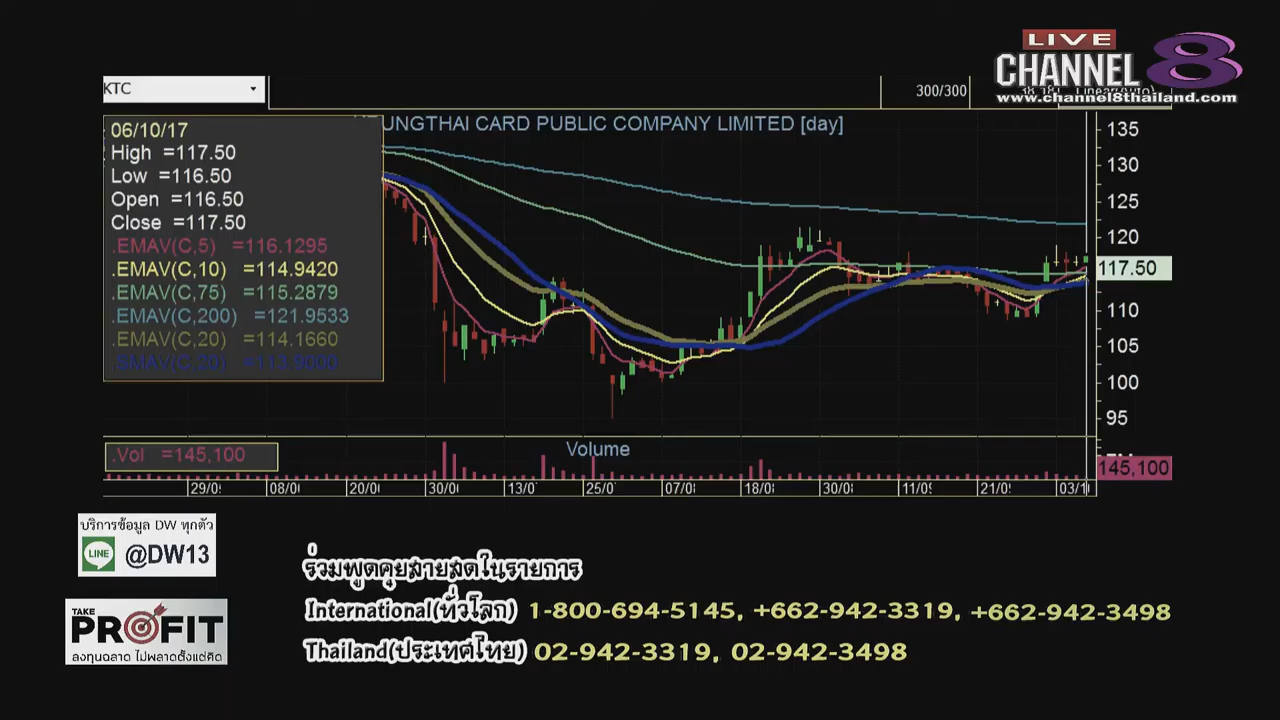 LIVE
CHANNEL 8
www.channel8thailand.com
KTC
300/300
06/10/17
High =117.50
Low =116.50
Open =116.50
Close =117.50
.EMAV(C,5) =116.1295
.EMAV(C,10) =114.9420
.EMAV(C,75) =115.2879
.EMAV(C,200) =121.9533
.EMAV(C,20) =114.1660
.SMAV(C,20) =113.9000
CARD PUBLIC COMPANY LIMITED [day]
135
130
125
120
117.50
110
105
100
95
.Vol =145,100
Volume
145,100
29/0
08/0
20/0
30/0
13/0
25/0
07/0
18/0
30/0
11/0
21/0
03/1
บริการข้อมูล DW ทุกตัว
LINE @DW13
TAKE
PROFIT
ลงทุนฉลาด ไม่พลาดตั้งแต่คิด
ร่วมพูดคุยสายสดในรายการ
International(ทั่วโลก) 1-800-694-5145, +662-942-3319, +662-942-3498
Thailand(ประเทศไทย) 02-942-3319, 02-942-3498